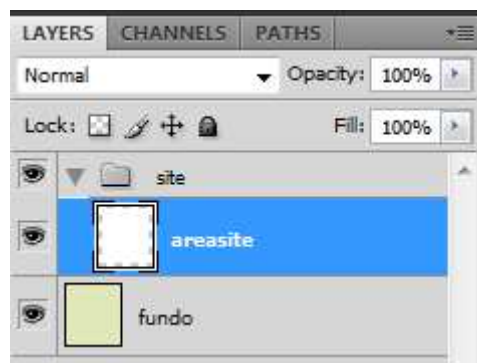 LAYERS CHANNELS PATHS
Normal Opacity: 100%
Lock: Fill: 100%
site
areasite
fundo